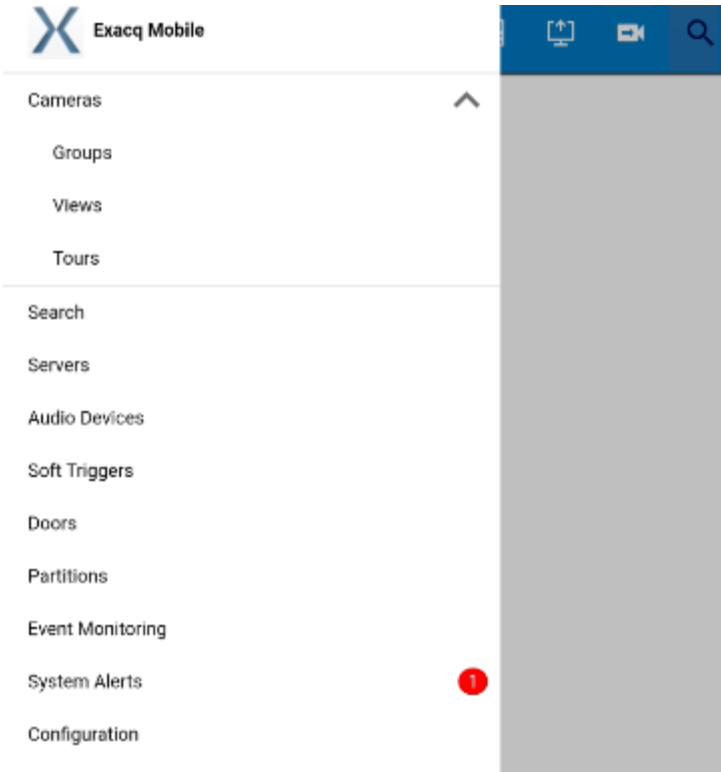 Exacq Mobile
Cameras
Groups
Views
Tours
Search
Servers
Audio Devices
Soft Triggers
Doors
Partitions
Event Monitoring
System Alerts 1
Configuration